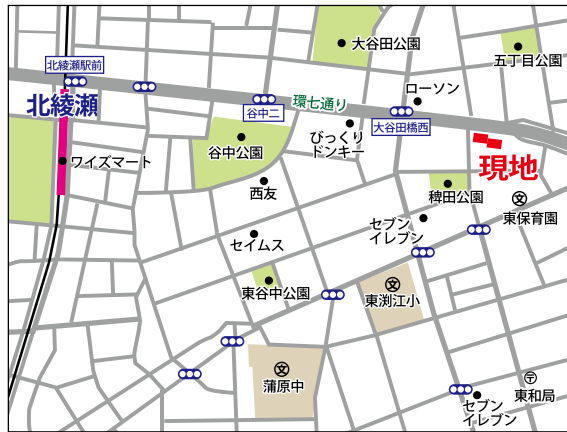 大谷田公園
五丁目公園
北綾瀬駅前
北綾瀬
環七通り
ローソン
谷中二
大谷田橋西
びっくり
ドンキー
谷中公園
ワイズマート
現地
西友
稗田公園
文
東保育園
セブン
イレブン
セイムス
東谷中公園
文
東渕江小
文
蒲原中
〒
東和局
セブン
イレブン